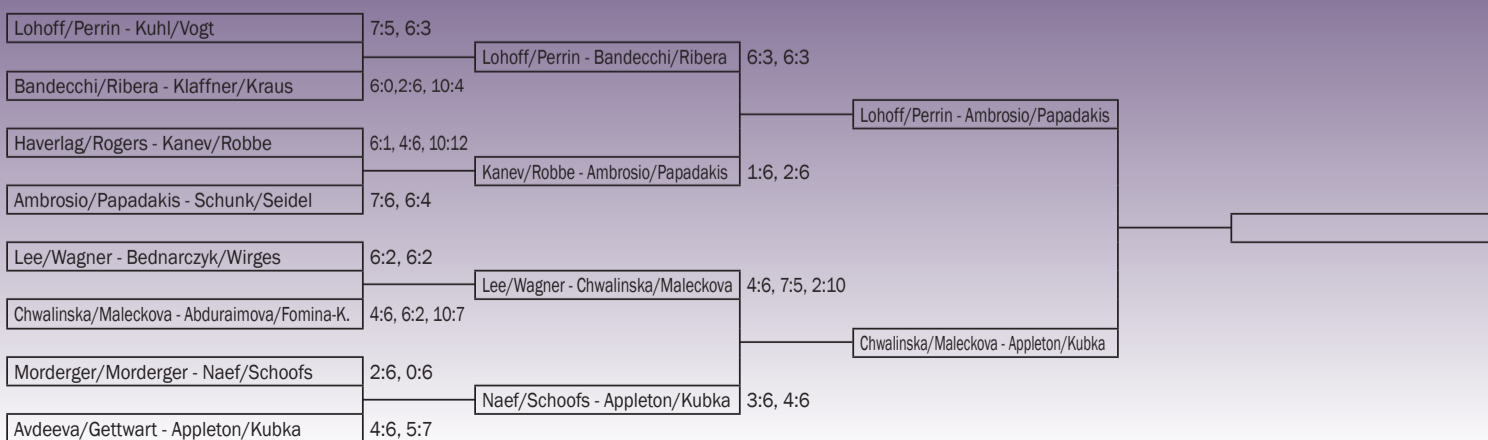 Lohoff/Perrin - Kuhl/Vogt 7:5, 6:3
Lohoff/Perrin - Bandecchi/Ribera 6:3, 6:3
Bandecchi/Ribera - Klaffner/Kraus 6:0,2:6, 10:4
Lohoff/Perrin - Ambrosio/Papadakis
Haverlag/Rogers - Kanev/Robbe 6:1, 4:6, 10:12
Kanev/Robbe - Ambrosio/Papadakis 1:6, 2:6
Ambrosio/Papadakis - Schunk/Seidel 7:6, 6:4
Lee/Wagner - Bednarczyk/Wirges 6:2, 6:2
Lee/Wagner - Chwalinska/Maleckova 4:6, 7:5, 2:10
Chwalinska/Maleckova - Abduraimova/Fomina-K. 4:6, 6:2, 10:7
Chwalinska/Maleckova - Appleton/Kubka
Morderger/Morderger - Naef/Schoofs 2:6, 0:6
Naef/Schoofs - Appleton/Kubka 3:6, 4:6
Avdeeva/Gettwart - Appleton/Kubka 4:6, 5:7